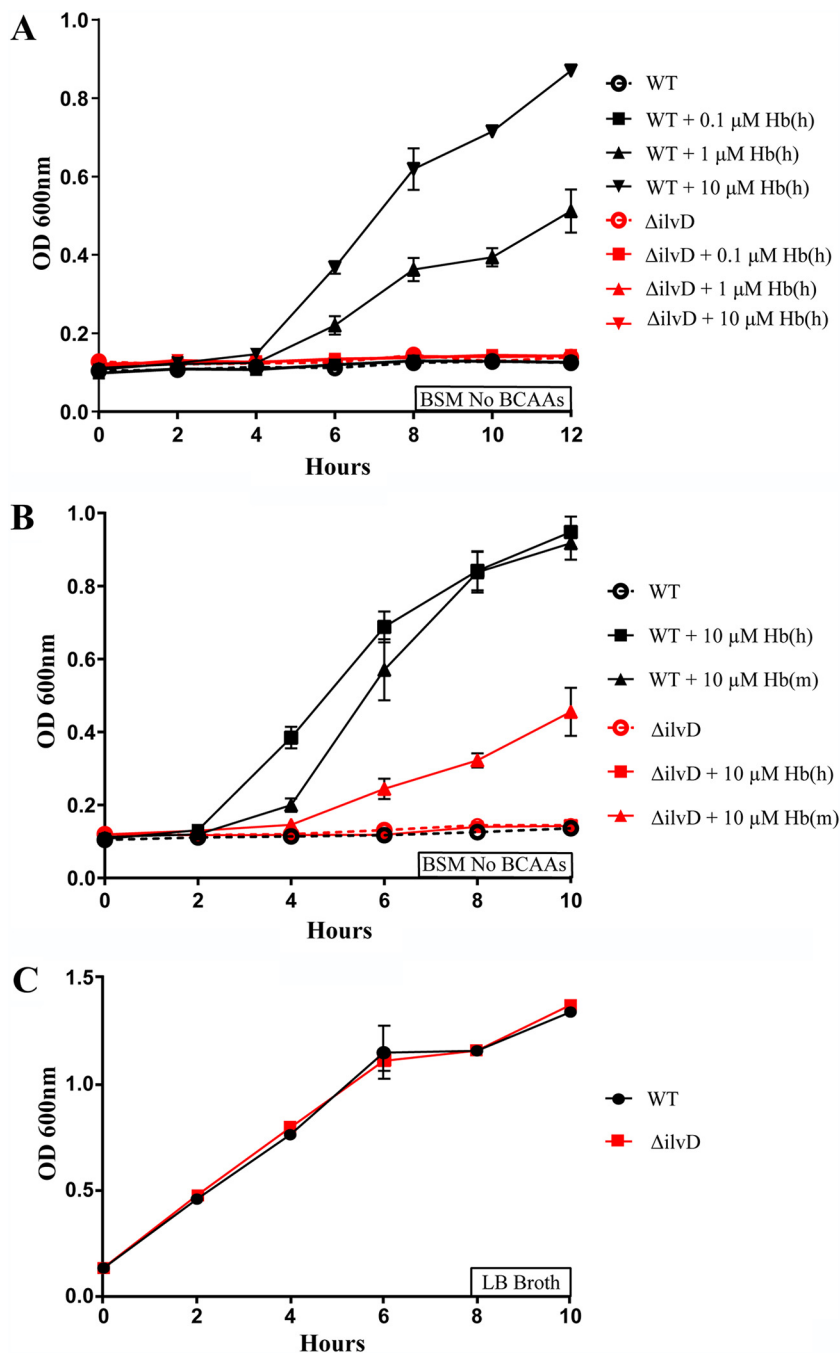 A
OD 600nm
1.0
0.8
0.6
0.4
0.2
0.0
BSM No BCAAs
0 2 4 6 8 10 12
Hours
WT
WT + 0.1 μM Hb(h)
WT + 1 μM Hb(h)
WT + 10 μM Hb(h)
ΔilvD
ΔilvD + 0.1 μM Hb(h)
ΔilvD + 1 μM Hb(h)
ΔilvD + 10 μM Hb(h)
B
OD 600nm
1.0
0.8
0.6
0.4
0.2
0.0
BSM No BCAAs
0 2 4 6 8 10
Hours
WT
WT + 10 μM Hb(h)
WT + 10 μM Hb(m)
ΔilvD
ΔilvD + 10 μM Hb(h)
ΔilvD + 10 μM Hb(m)
C
OD 600nm
1.5
1.0
0.5
0.0
LB Broth
0 2 4 6 8 10
Hours
WT
ΔilvD